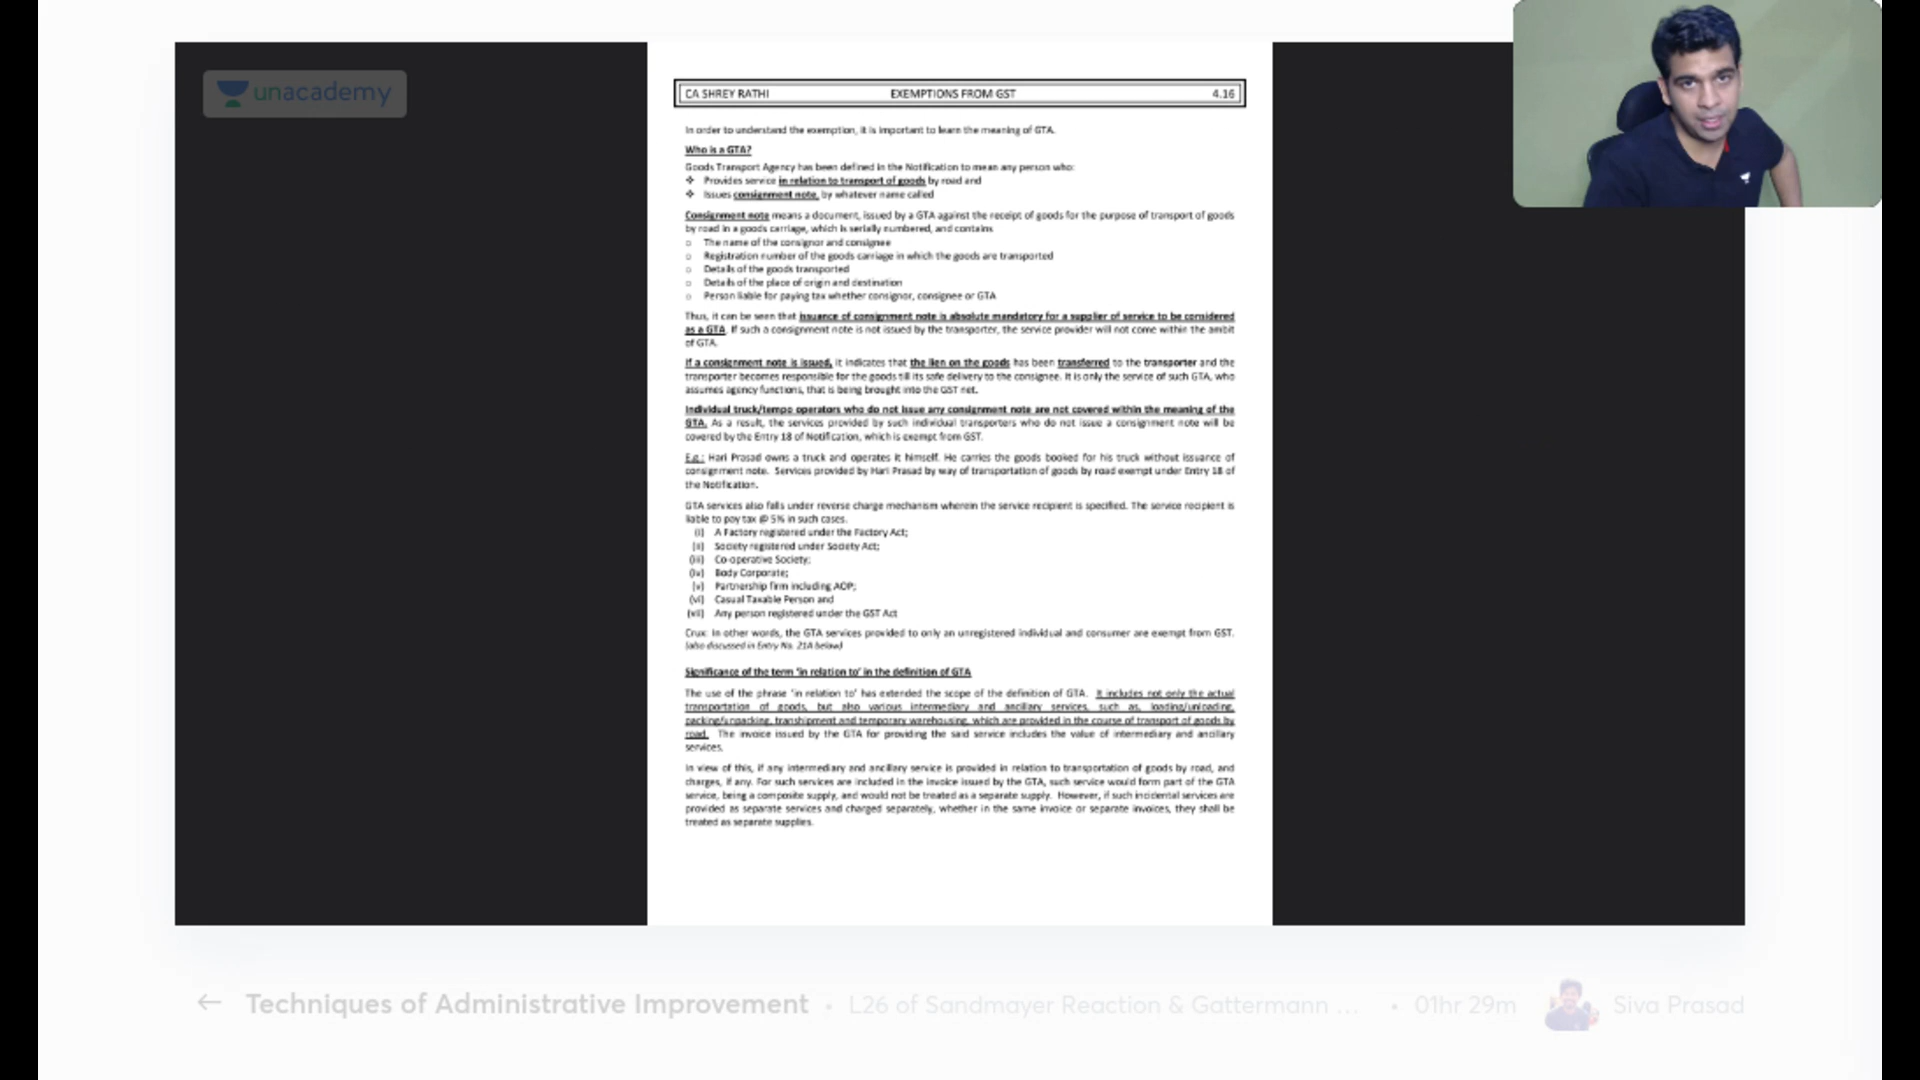 unacademy
CA SHREY RATHI EXEMPTIONS FROM GST 4.16
In order to understand the exemption, it is important to learn the meaning of GTA.
Who is a GTA?
Goods Transport Agency has been defined in the Notification to mean any person who:
❖ Provides service in relation to transport of goods by road and
❖ Issues consignment note, by whatever name called
Consignment note means a document, issued by a GTA against the receipt of goods for the purpose of transport of goods
by road in a goods carriage, which is serially numbered, and contains
o The name of the consignor and consignee
o Registration number of the goods carriage in which the goods are transported
o Details of the goods transported
o Details of the place of origin and destination
o Person liable for paying tax whether consignor, consignee or GTA
Thus, it can be seen that issuance of consignment note is absolute mandatory for a supplier of service to be considered
as a GTA. If such a consignment note is not issued by the transporter, the service provider will not come within the ambit
of GTA.
If a consignment note is issued, it indicates that the lien on the goods has been transferred to the transporter and the
transporter becomes responsible for the goods till its safe delivery to the consignee. It is only the service of such GTA, who
assumes agency functions, that is being brought into the GST net.
Individual truck/tempo operators who do not issue any consignment note are not covered within the meaning of the
GTA. As a result, the services provided by such individual transporters who do not issue a consignment note will be
covered by the Entry 18 of Notification, which is exempt from GST.
E.g.: Hari Prasad owns a truck and operates it himself. He carries the goods booked for his truck without issuance of
consignment note. Services provided by Hari Prasad by way of transportation of goods by road exempt under Entry 18 of
the Notification.
GTA services also falls under reverse charge mechanism wherein the service recipient is specified. The service recipient is
liable to pay tax @ 5% in such cases.
(i) A Factory registered under the Factory Act;
(ii) Society registered under Society Act;
(iii) Co-operative Society;
(iv) Body Corporate;
(v) Partnership firm including AOP;
(vi) Casual Taxable Person and
(vii) Any person registered under the GST Act
Crux: In other words, the GTA services provided to only an unregistered individual and consumer are exempt from GST.
(also discussed in Entry No. 21A below)
Significance of the term 'in relation to' in the definition of GTA
The use of the phrase 'in relation to' has extended the scope of the definition of GTA. It includes not only the actual
transportation of goods, but also various intermediary and ancillary services, such as, loading/unloading,
packing/unpacking, transhipment and temporary warehousing, which are provided in the course of transport of goods by
road. The invoice issued by the GTA for providing the said service includes the value of intermediary and ancillary
services.
In view of this, if any intermediary and ancillary service is provided in relation to transportation of goods by road, and
charges, if any. For such services are included in the invoice issued by the GTA, such service would form part of the GTA
service, being a composite supply, and would not be treated as a separate supply. However, if such incidental services are
provided as separate services and charged separately, whether in the same invoice or separate invoices, they shall be
treated as separate supplies.
← Techniques of Administrative Improvement • L26 of Sandmayer Reaction & Gattermann ... • 01hr 29m Siva Prasad